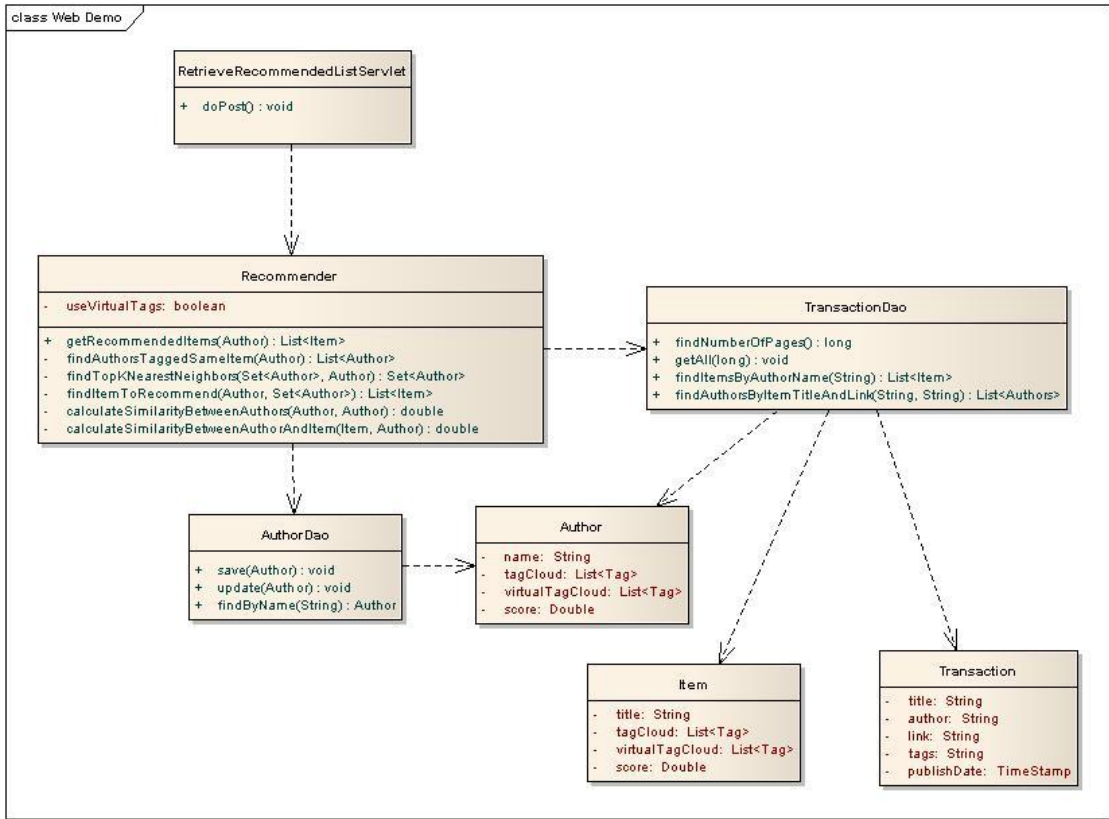 class Web Demo
RetrieveRecommendedListServlet
+ doPost() : void
Recommender
- useVirtualTags: boolean
+ getRecommendedItems(Author) : List<Item>
- findAuthorsTaggedSameItem(Author) : List<Author>
- findTopKNearestNeighbors(Set<Author>, Author) : Set<Author>
- findItemToRecommend(Author, Set<Author>) : List<Item>
- calculateSimilarityBetweenAuthors(Author, Author) : double
- calculateSimilarityBetweenAuthorAndItem(Item, Author) : double
TransactionDao
+ findNumberOfPages() : long
+ getAll(long) : void
+ findItemsByAuthorName(String) : List<Item>
+ findAuthorsByItemTitleAndLink(String, String) : List<Authors>
AuthorDao
+ save(Author) : void
+ update(Author) : void
+ findByName(String) : Author
Author
- name: String
- tagCloud: List<Tag>
- virtualTagCloud: List<Tag>
- score: Double
Item
- title: String
- tagCloud: List<Tag>
- virtualTagCloud: List<Tag>
- score: Double
Transaction
- title: String
- author: String
- link: String
- tags: String
- publishDate: TimeStamp